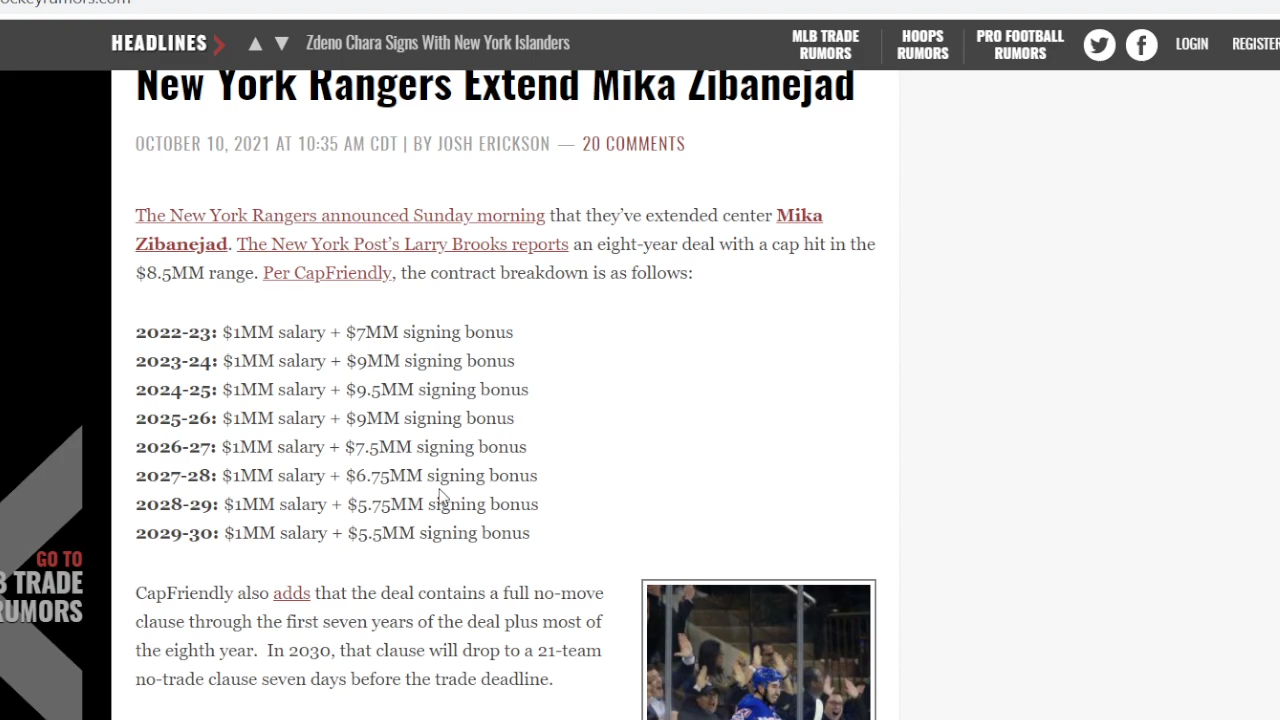 ockeyrumors.com
HEADLINES
Zdeno Chara Signs With New York Islanders
MLB TRADE
RUMORS
HOOPS
RUMORS
PRO FOOTBALL
RUMORS
LOGIN
REGISTER
New York Rangers Extend Mika Zibanejad
OCTOBER 10, 2021 AT 10:35 AM CDT | BY JOSH ERICKSON — 20 COMMENTS
The New York Rangers announced Sunday morning that they've extended center Mika
Zibanejad. The New York Post's Larry Brooks reports an eight-year deal with a cap hit in the
$8.5MM range. Per CapFriendly, the contract breakdown is as follows:
2022-23: $1MM salary + $7MM signing bonus
2023-24: $1MM salary + $9MM signing bonus
2024-25: $1MM salary + $9.5MM signing bonus
2025-26: $1MM salary + $9MM signing bonus
2026-27: $1MM salary + $7.5MM signing bonus
2027-28: $1MM salary + $6.75MM signing bonus
2028-29: $1MM salary + $5.75MM signing bonus
2029-30: $1MM salary + $5.5MM signing bonus
CapFriendly also adds that the deal contains a full no-move
clause through the first seven years of the deal plus most of
the eighth year. In 2030, that clause will drop to a 21-team
no-trade clause seven days before the trade deadline.
GO TO
B TRADE
RUMORS